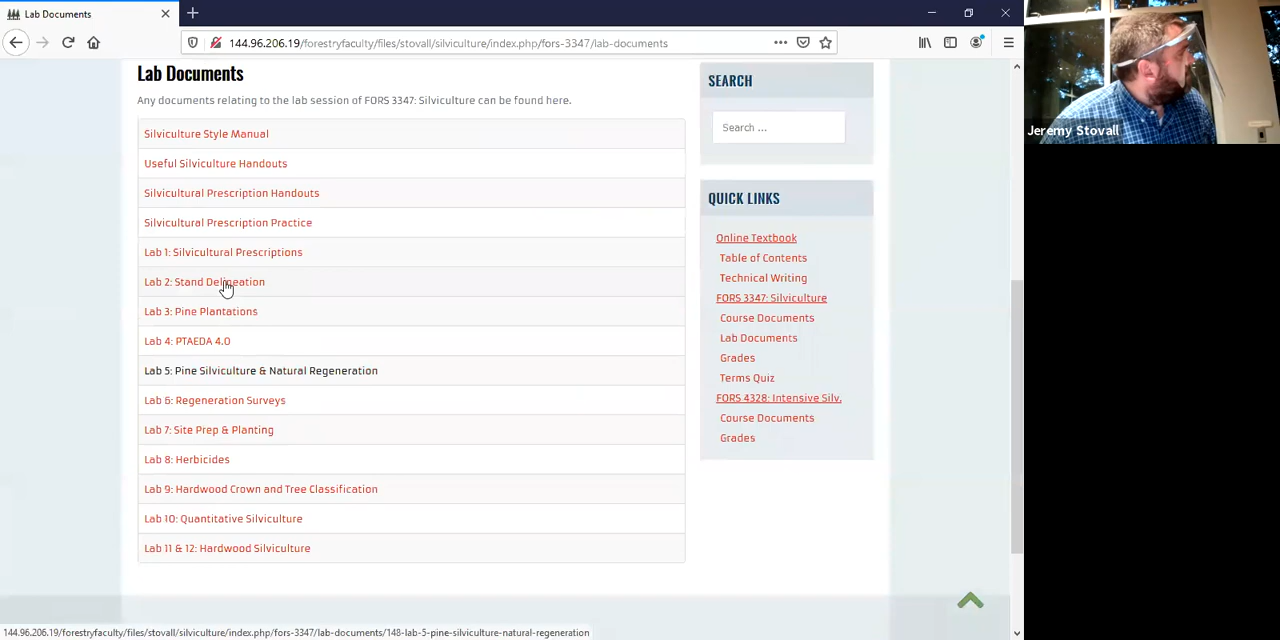 Lab Documents
144.96.206.19/forestryfaculty/files/stovall/silviculture/index.php/fors-3347/lab-documents
Lab Documents
Any documents relating to the lab session of FORS 3347: Silviculture can be found here.
Silviculture Style Manual
Useful Silviculture Handouts
Silvicultural Prescription Handouts
Silvicultural Prescription Practice
Lab 1: Silvicultural Prescriptions
Lab 2: Stand Delineation
Lab 3: Pine Plantations
Lab 4: PTAEDA 4.0
Lab 5: Pine Silviculture & Natural Regeneration
Lab 6: Regeneration Surveys
Lab 7: Site Prep & Planting
Lab 8: Herbicides
Lab 9: Hardwood Crown and Tree Classification
Lab 10: Quantitative Silviculture
Lab 11 & 12: Hardwood Silviculture
SEARCH
Search ...
QUICK LINKS
Online Textbook
Table of Contents
Technical Writing
FORS 3347: Silviculture
Course Documents
Lab Documents
Grades
Terms Quiz
FORS 4328: Intensive Silv.
Course Documents
Grades
Jeremy Stovall
144.96.206.19/forestryfaculty/files/stovall/silviculture/index.php/fors-3347/lab-documents/148-lab-5-pine-silviculture-natural-regeneration